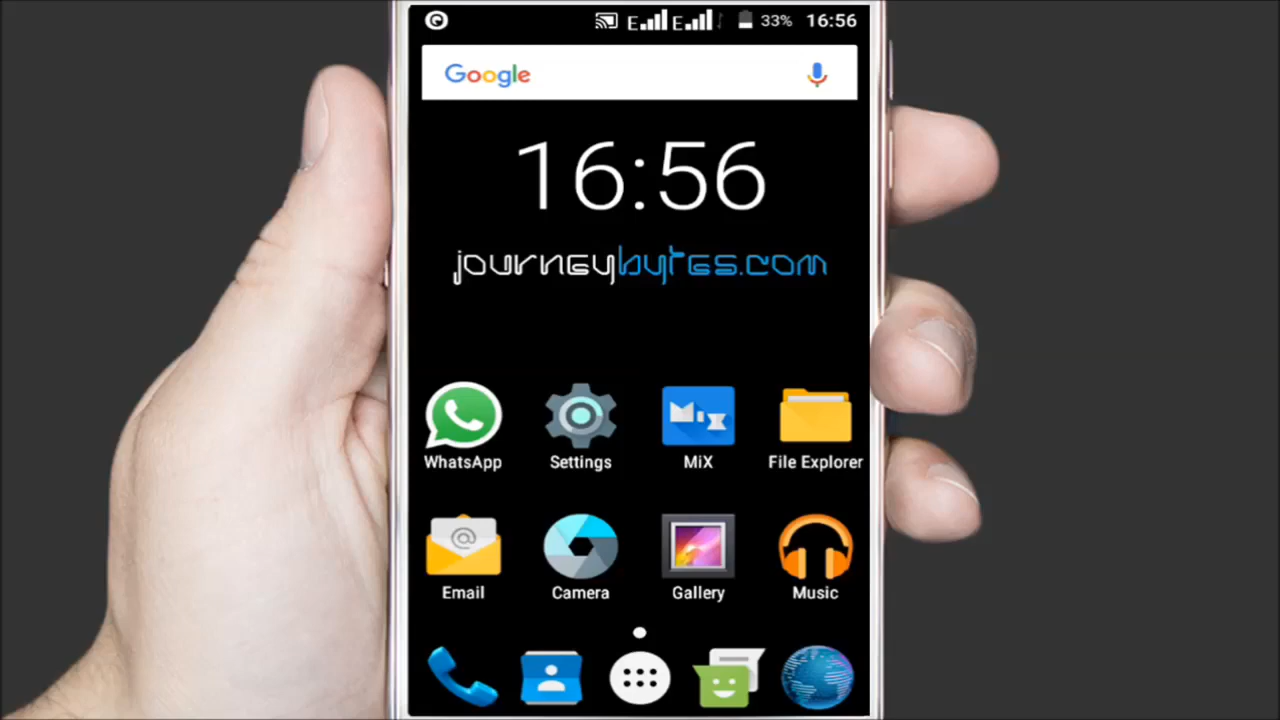 E E 33% 16:56
Google
16:56
journeybytes.com
WhatsApp Settings MiX File Explorer
Email Camera Gallery Music